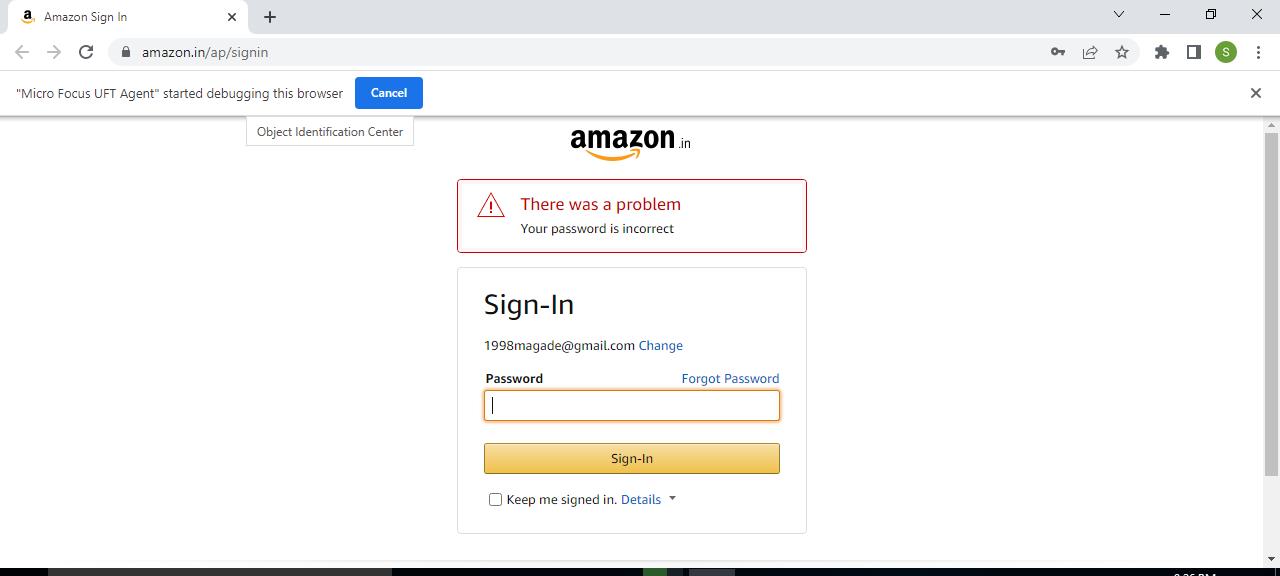 Amazon Sign In
amazon.in/ap/signin
S
"Micro Focus UFT Agent" started debugging this browser Cancel
Object Identification Center
amazon.in
There was a problem
Your password is incorrect
Sign-In
1998magade@gmail.com Change
Password Forgot Password
Sign-In
Keep me signed in. Details